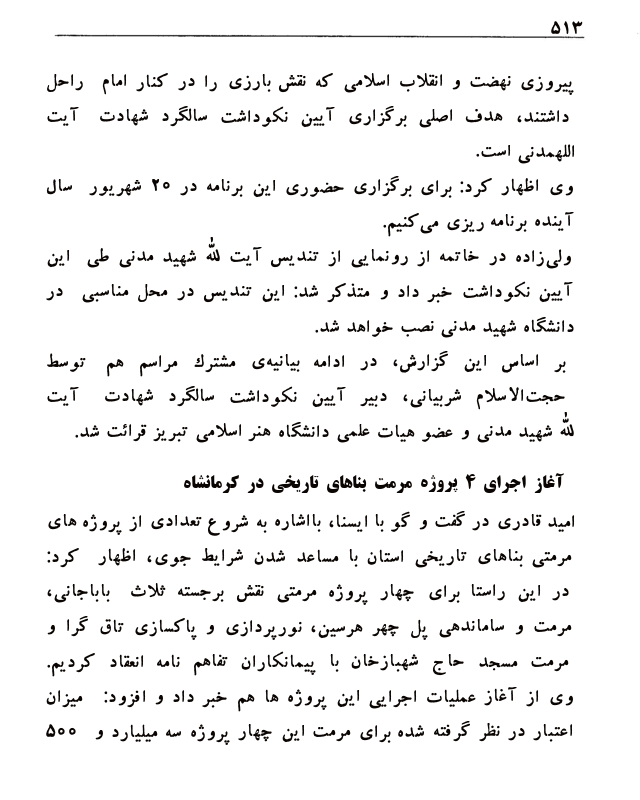 ۵۱۳
پیروزی نهضت و انقلاب اسلامی که نقش بارزی را در کنار امام راحل
داشتند، هدف اصلی برگزاری آیین نکوداشت سالگرد شهادت آیت
اللهمدنی است.
وی اظهار کرد: برای برگزاری حضوری این برنامه در ۲۰ شهریور سال
آینده برنامه ریزی می‌کنیم.
ولی‌زاده در خاتمه از رونمایی از تندیس آیت لله شهید مدنی طی این
آیین نکوداشت خبر داد و متذکر شد: این تندیس در محل مناسبی در
دانشگاه شهید مدنی نصب خواهد شد.
بر اساس این گزارش، در ادامه بیانیه‌ی مشترك مراسم هم توسط
حجت‌الاسلام شربیانی، دبیر آیین نکوداشت سالگرد شهادت آیت
لله شهید مدنی و عضو هیات علمی دانشگاه هنر اسلامی تبریز قرائت شد.
آغاز اجرای ۴ پروژه مرمت بناهای تاریخی در کرمانشاه
امید قادری در گفت و گو با ایسنا، بااشاره به شروع تعدادی از پروژه های
مرمتی بناهای تاریخی استان با مساعد شدن شرایط جوی، اظهار کرد:
در این راستا برای چهار پروژه مرمتی نقش برجسته ثلاث باباجانی،
مرمت و ساماندهی پل چهر هرسین، نورپردازی و پاکسازی تاق گرا و
مرمت مسجد حاج شهبازخان با پیمانکاران تفاهم نامه انعقاد کردیم.
وی از آغاز عملیات اجرایی این پروژه ها هم خبر داد و افزود: میزان
اعتبار در نظر گرفته شده برای مرمت این چهار پروژه سه میلیارد و ۵۰۰